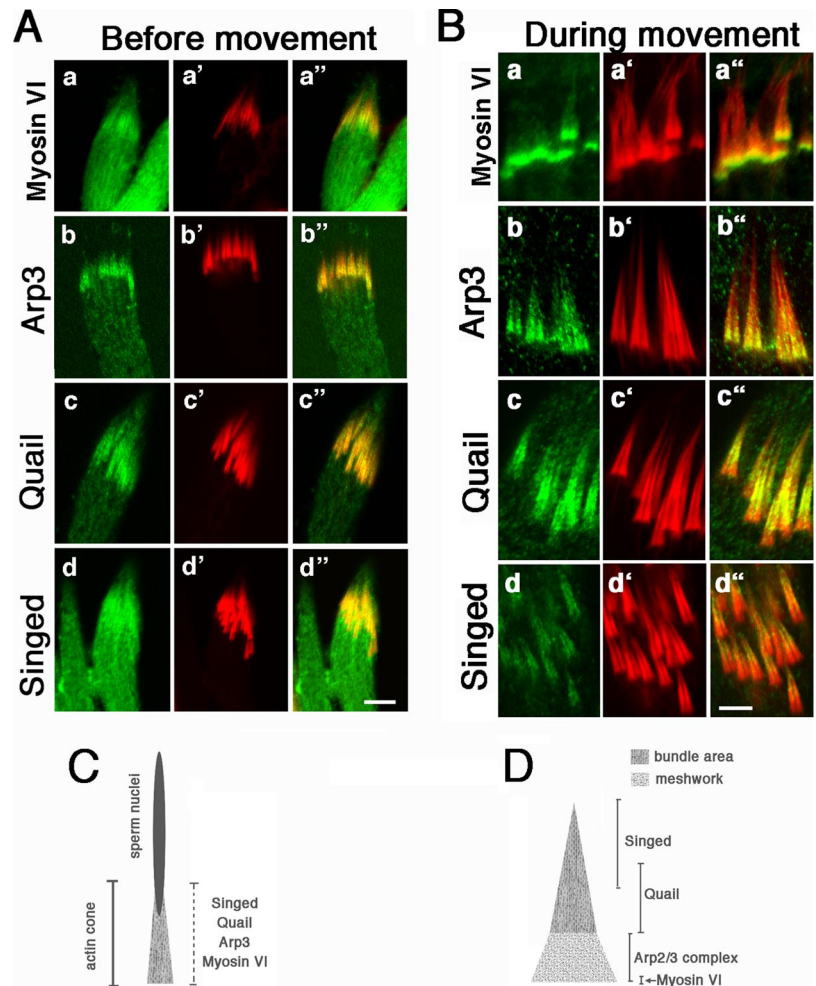 A
Before movement
Myosin VI
a
a’
a’’
Arp3
b
b’
b’’
Quail
c
c’
c’’
Singed
d
d’
d’’
B
During movement
Myosin VI
a
a‘
a“
Arp3
b
b‘
b“
Quail
c
c‘
c“
Singed
d
d‘
d“
C
sperm nuclei
actin cone
Singed
Quail
Arp3
Myosin VI
D
bundle area
meshwork
Singed
Quail
Arp2/3 complex
←Myosin VI